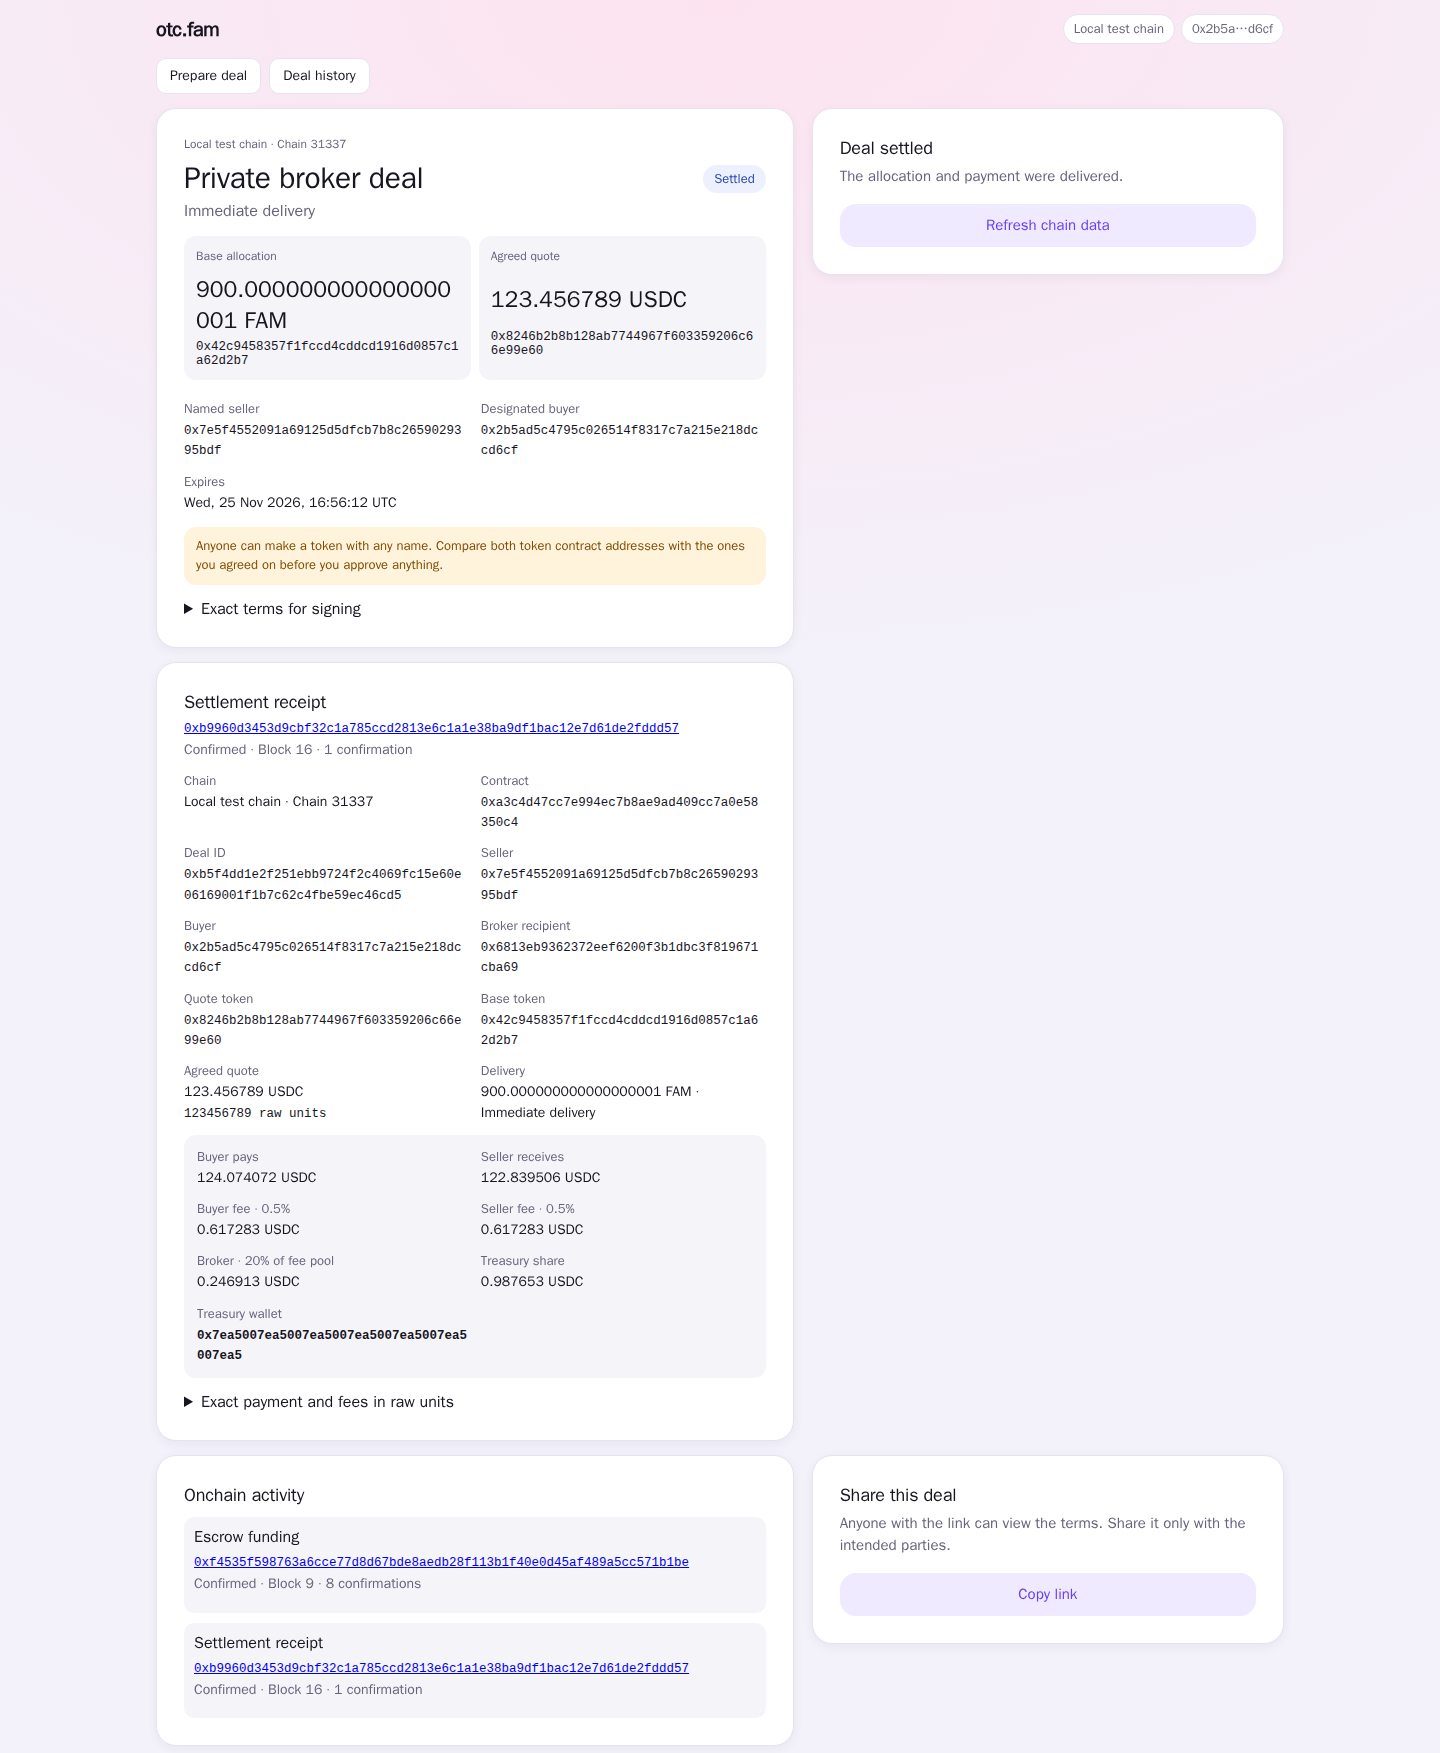 otc.fam
Local test chain
0x2b5a···d6cf
Prepare deal
Deal history
Local test chain · Chain 31337
Private broker deal
Settled
Immediate delivery
Base allocation
900.000000000000000
001 FAM
0x42c9458357f1fccd4cddcd1916d0857c1
a62d2b7
Agreed quote
123.456789 USDC
0x8246b2b8b128ab7744967f603359206c6
6e99e60
Named seller
0x7e5f4552091a69125d5dfcb7b8c26590293
95bdf
Designated buyer
0x2b5ad5c4795c026514f8317c7a215e218dc
cd6cf
Expires
Wed, 25 Nov 2026, 16:56:12 UTC
Anyone can make a token with any name. Compare both token contract addresses with the ones
you agreed on before you approve anything.
Exact terms for signing
Deal settled
The allocation and payment were delivered.
Refresh chain data
Settlement receipt
0xb9960d3453d9cbf32c1a785ccd2813e6c1a1e38ba9df1bac12e7d61de2fddd57
Confirmed · Block 16 · 1 confirmation
Chain
Local test chain · Chain 31337
Contract
0xa3c4d47cc7e994ec7b8ae9ad409cc7a0e58
350c4
Deal ID
0xb5f4dd1e2f251ebb9724f2c4069fc15e60e
06169001f1b7c62c4fbe59ec46cd5
Seller
0x7e5f4552091a69125d5dfcb7b8c26590293
95bdf
Buyer
0x2b5ad5c4795c026514f8317c7a215e218dc
cd6cf
Broker recipient
0x6813eb9362372eef6200f3b1dbc3f819671
cba69
Quote token
0x8246b2b8b128ab7744967f603359206c66e
99e60
Base token
0x42c9458357f1fccd4cddcd1916d0857c1a6
2d2b7
Agreed quote
123.456789 USDC
123456789 raw units
Delivery
900.000000000000000001 FAM ·
Immediate delivery
Buyer pays
124.074072 USDC
Seller receives
122.839506 USDC
Buyer fee · 0.5%
0.617283 USDC
Seller fee · 0.5%
0.617283 USDC
Broker · 20% of fee pool
0.246913 USDC
Treasury share
0.987653 USDC
Treasury wallet
0x7ea5007ea5007ea5007ea5007ea5007ea5
007ea5
Exact payment and fees in raw units
Onchain activity
Escrow funding
0xf4535f598763a6cce77d8d67bde8aedb28f113b1f40e0d45af489a5cc571b1be
Confirmed · Block 9 · 8 confirmations
Settlement receipt
0xb9960d3453d9cbf32c1a785ccd2813e6c1a1e38ba9df1bac12e7d61de2fddd57
Confirmed · Block 16 · 1 confirmation
Share this deal
Anyone with the link can view the terms. Share it only with the
intended parties.
Copy link